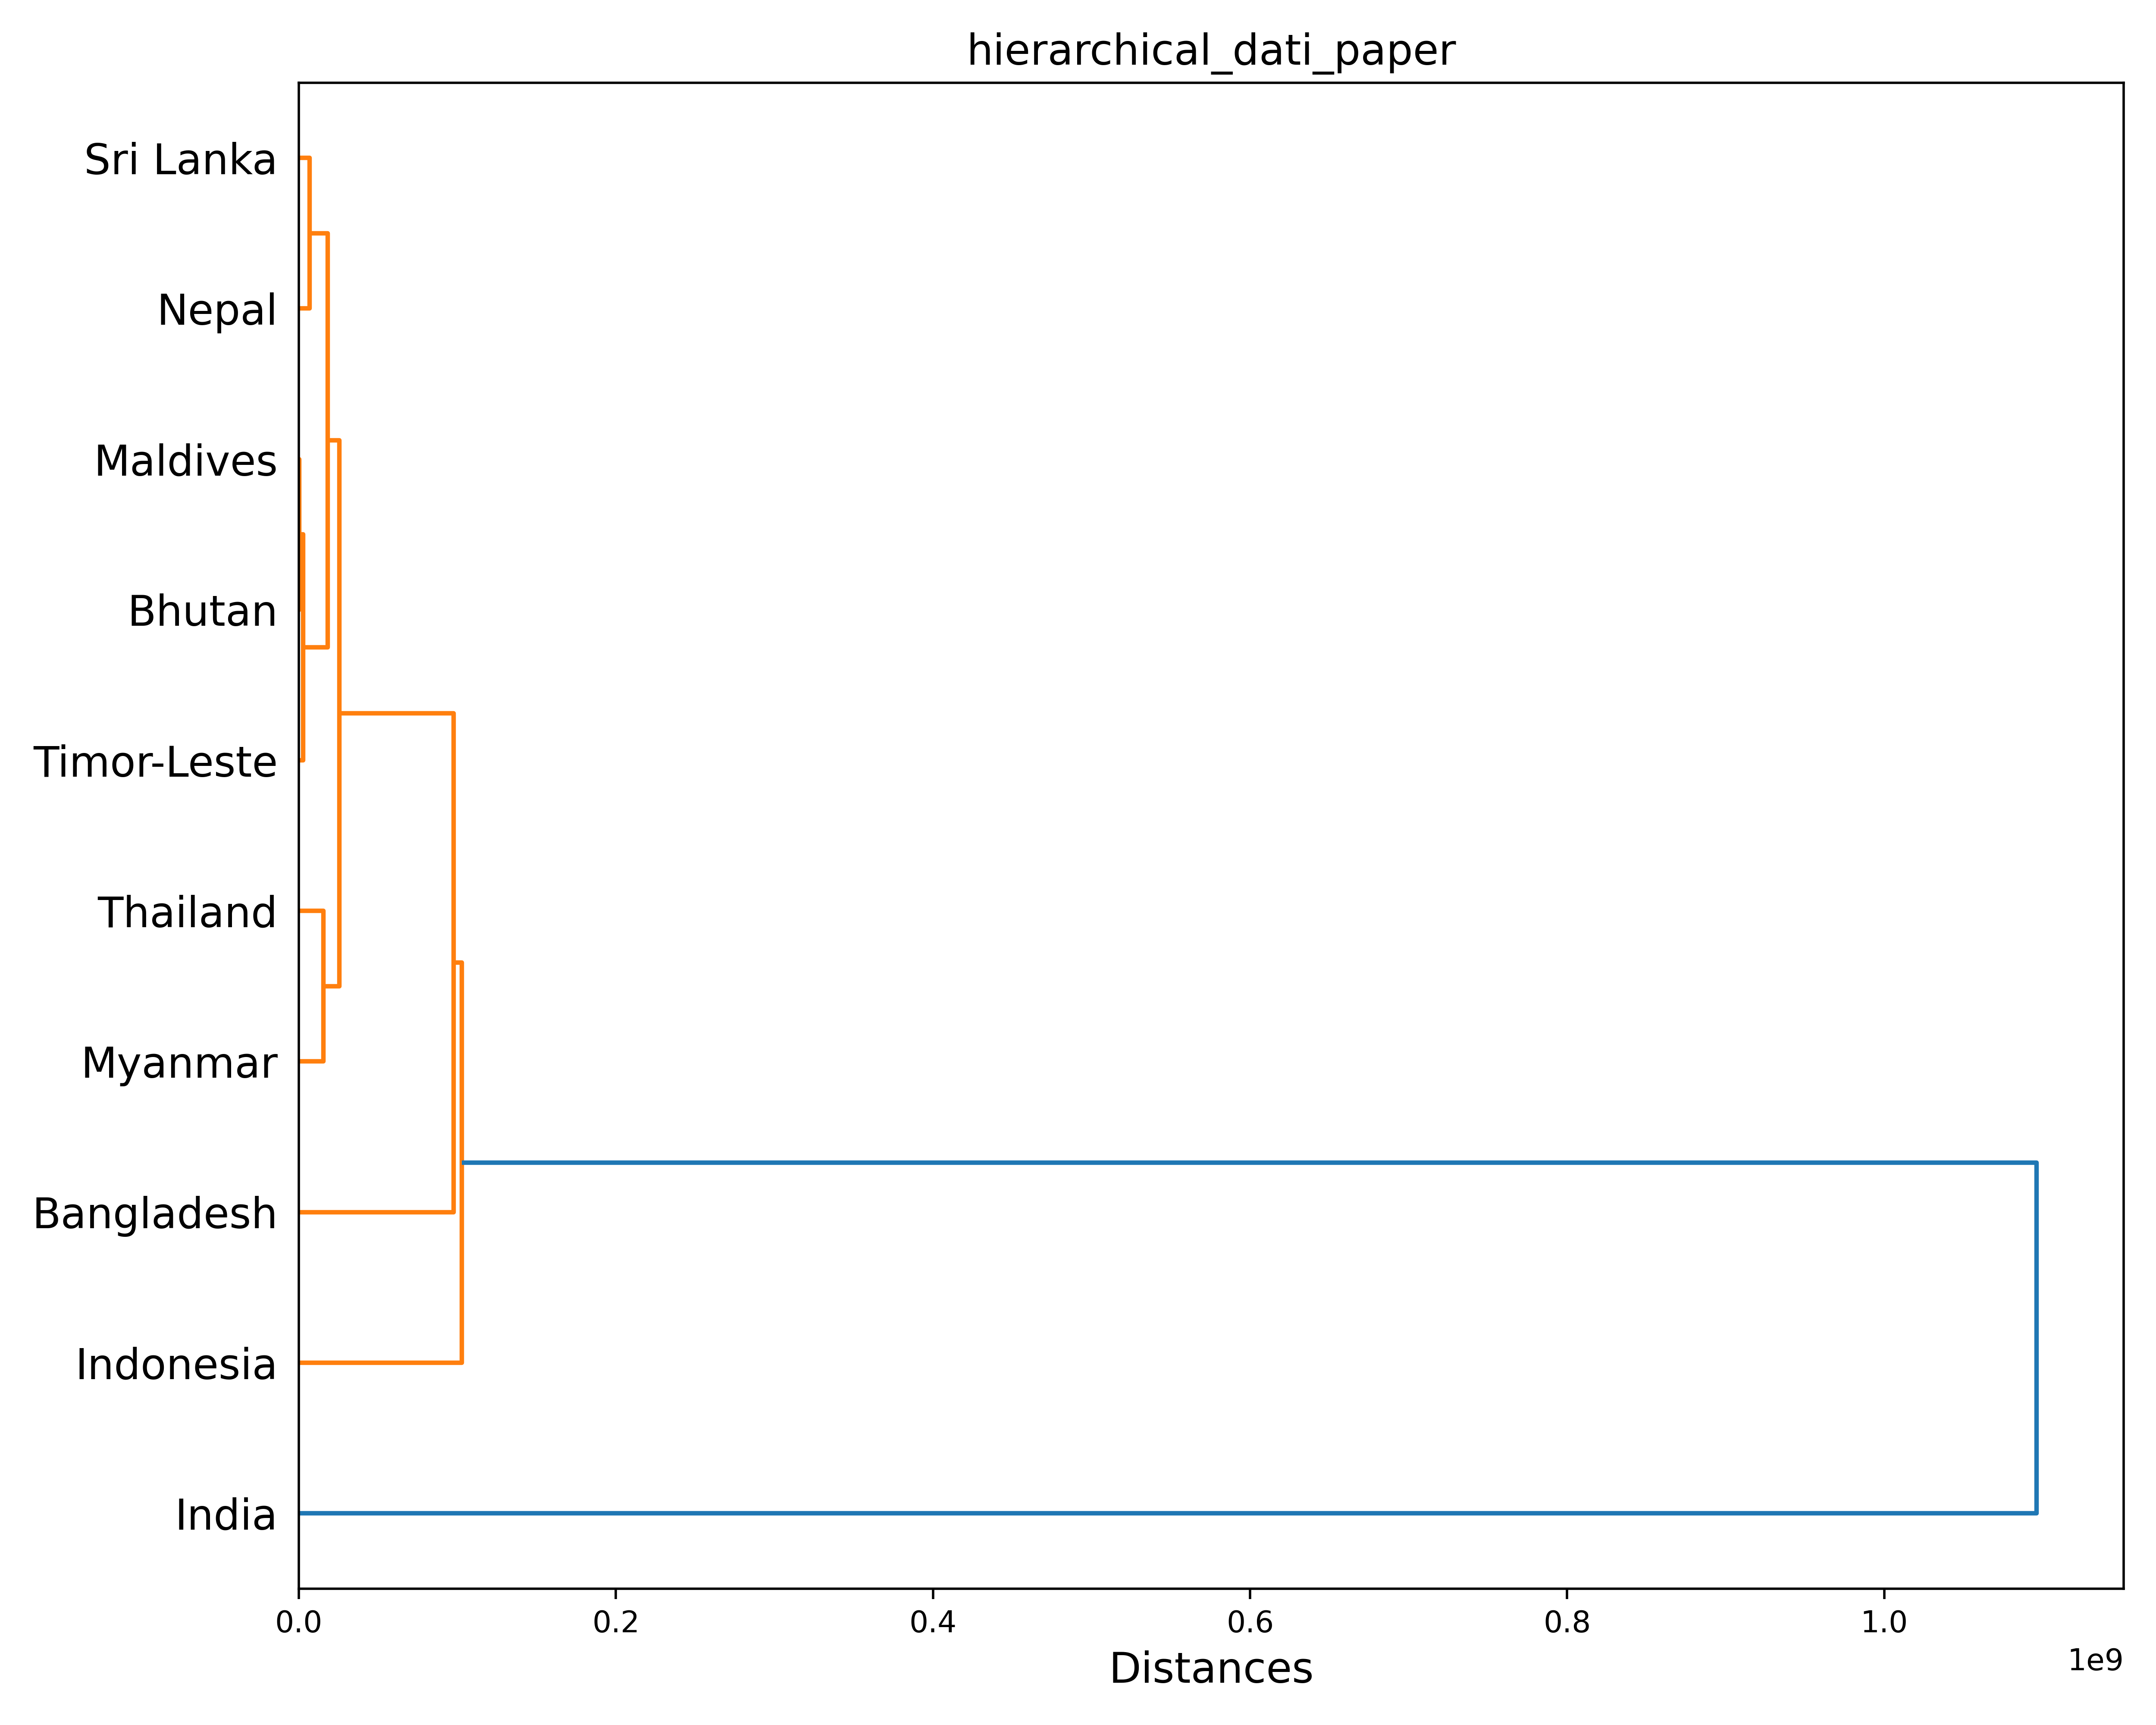 hierarchical_dati_paper
Sri Lanka
Nepal
Maldives
Bhutan
Timor-Leste
Thailand
Myanmar
Bangladesh
Indonesia
India
0.0 0.2 0.4 0.6 0.8 1.0
Distances
1e9